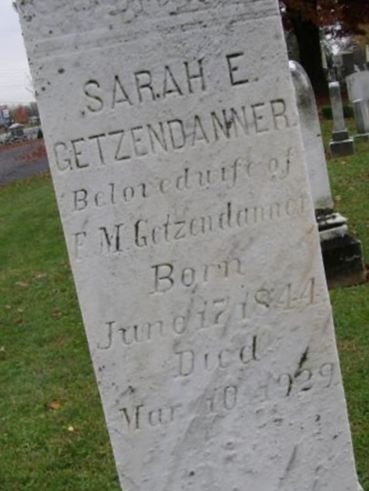 SARAH E.
GETZENDANNER
Beloved wife of
F. M. Getzendanner
Born
June 17, 1844
Died
Mar. 10, 1929